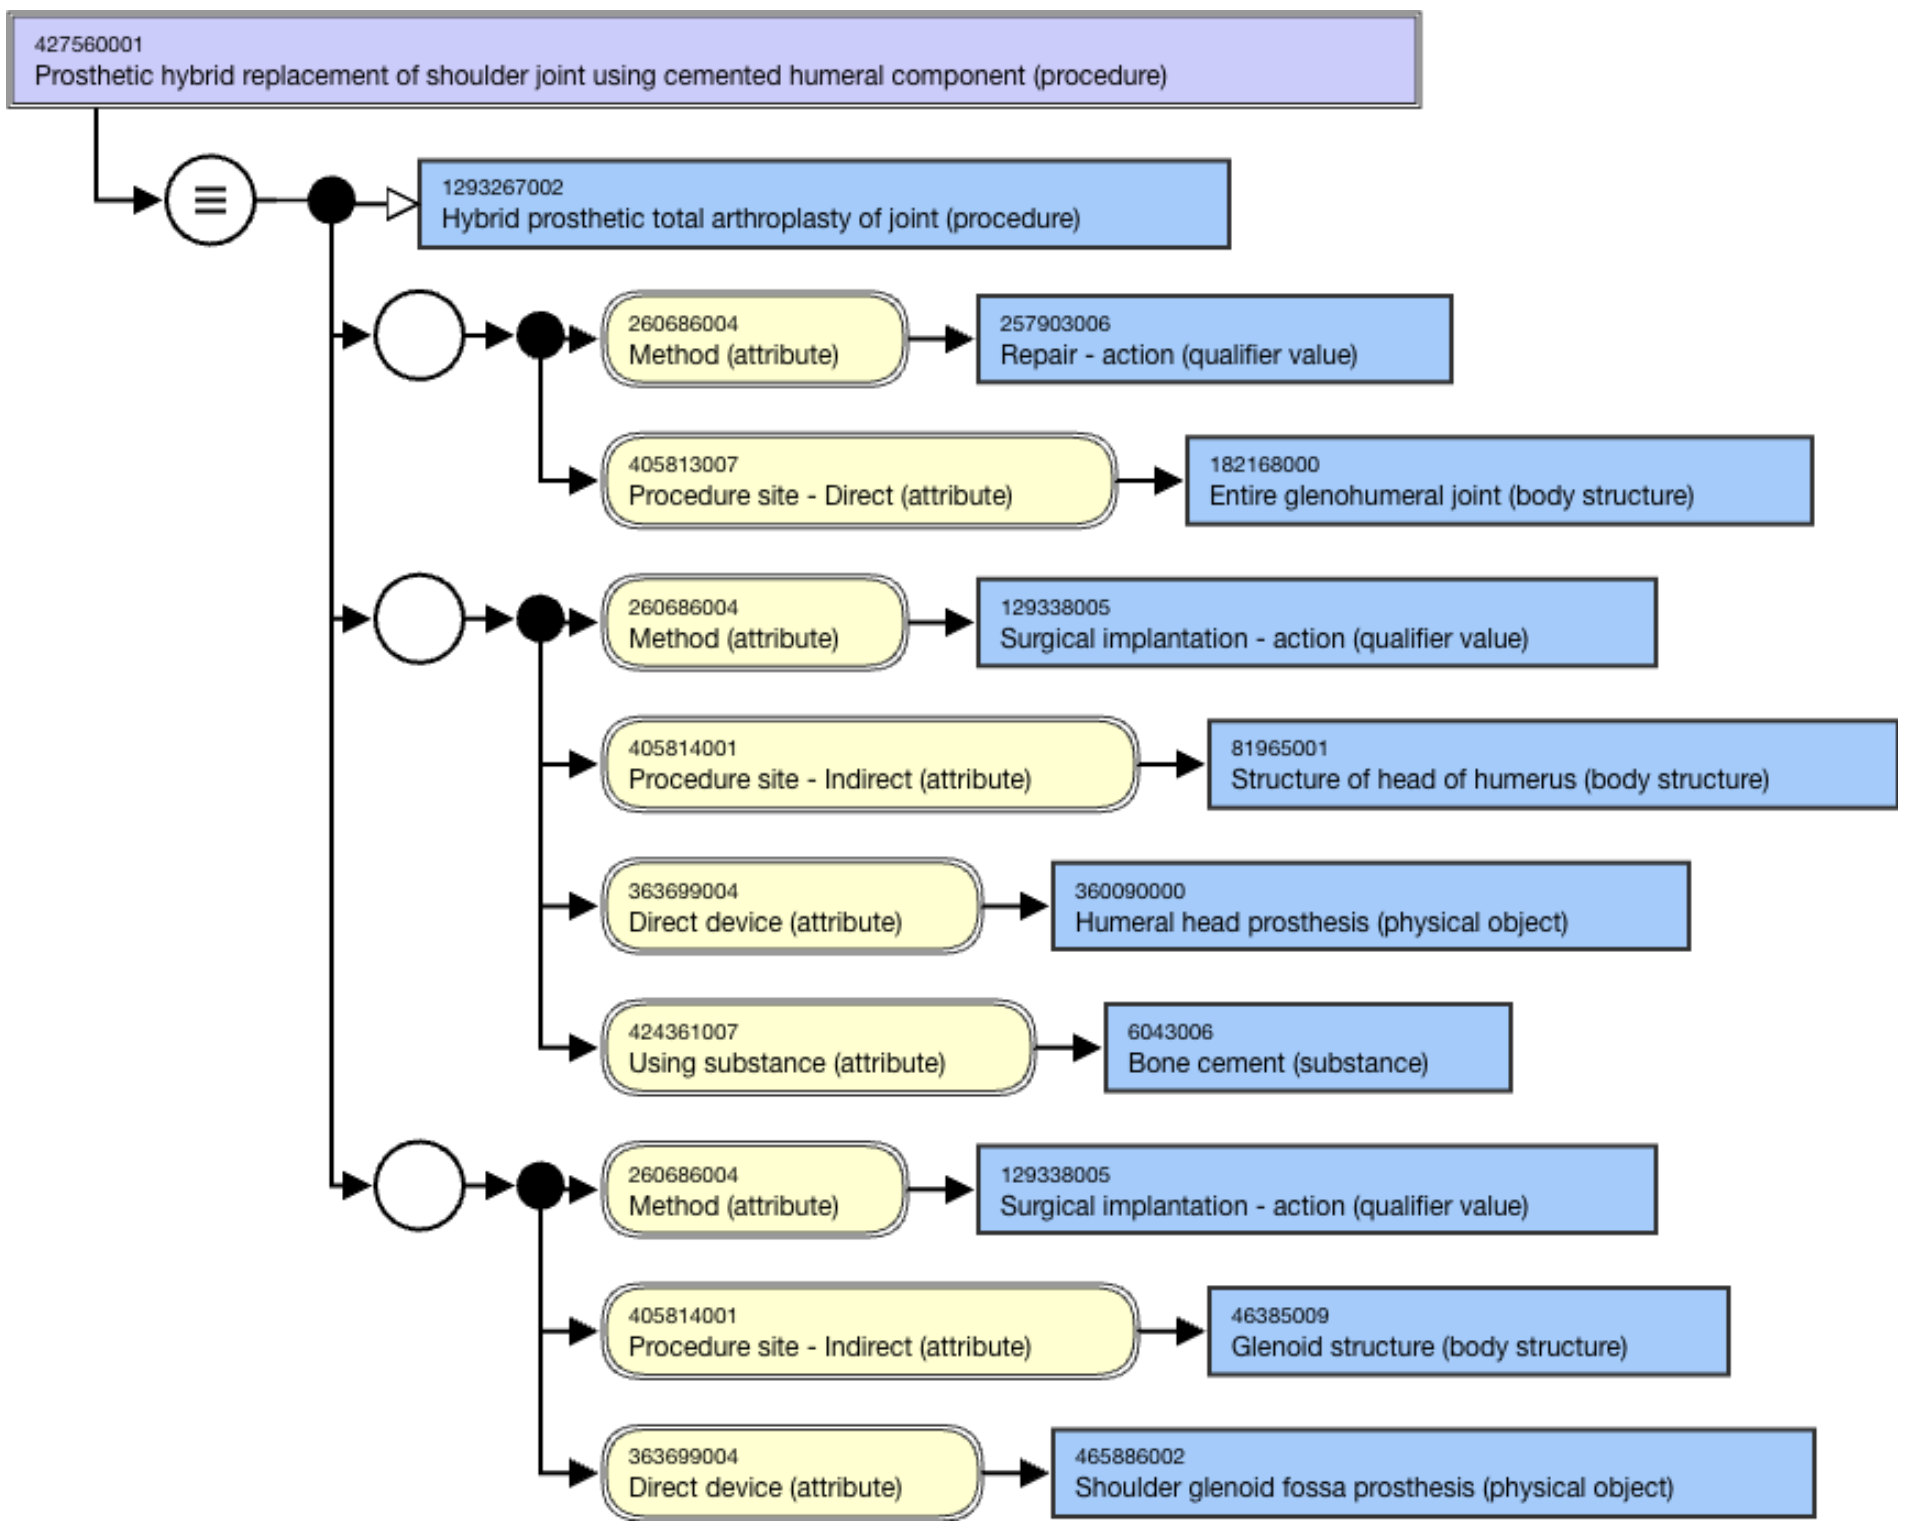 427560001
Prosthetic hybrid replacement of shoulder joint using cemented humeral component (procedure)
1293267002
Hybrid prosthetic total arthroplasty of joint (procedure)
260686004
Method (attribute)
257903006
Repair - action (qualifier value)
405813007
Procedure site - Direct (attribute)
182168000
Entire glenohumeral joint (body structure)
260686004
Method (attribute)
129338005
Surgical implantation - action (qualifier value)
405814001
Procedure site - Indirect (attribute)
81965001
Structure of head of humerus (body structure)
363699004
Direct device (attribute)
360090000
Humeral head prosthesis (physical object)
424361007
Using substance (attribute)
6043006
Bone cement (substance)
260686004
Method (attribute)
129338005
Surgical implantation - action (qualifier value)
405814001
Procedure site - Indirect (attribute)
46385009
Glenoid structure (body structure)
363699004
Direct device (attribute)
465886002
Shoulder glenoid fossa prosthesis (physical object)